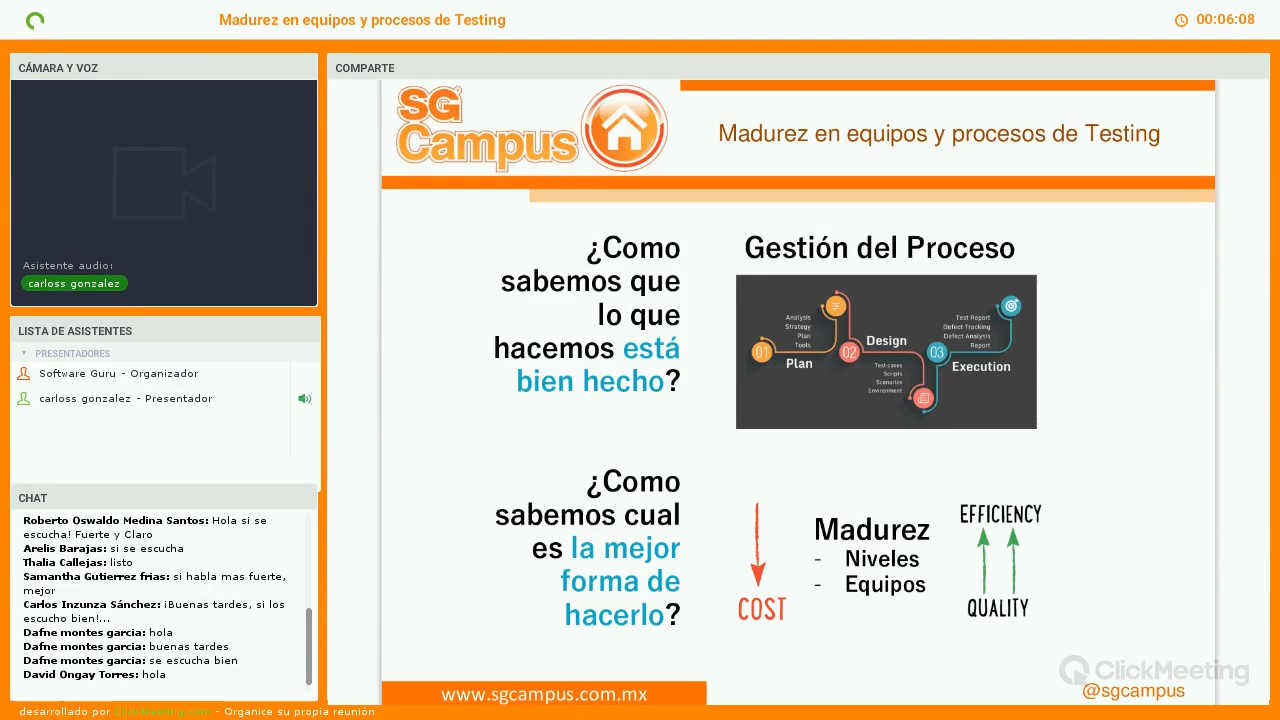 Madurez en equipos y procesos de Testing
00:06:08
CÁMARA Y VOZ
Asistente audio:
carloss gonzalez
LISTA DE ASISTENTES
PRESENTADORES
Software Guru - Organizador
carloss gonzalez - Presentador
CHAT
Roberto Oswaldo Medina Santos: Hola si se
escucha! Fuerte y Claro
Arelis Barajas: si se escucha
Thalia Callejas: listo
Samantha Gutierrez frias: si habla mas fuerte,
mejor
Carlos Inzunza Sánchez: ¡Buenas tardes, si los
escucho bien!...
Dafne montes garcia: hola
Dafne montes garcia: buenas tardes
Dafne montes garcia: se escucha bien
David Ongay Torres: hola
desarrollado por ClickMeeting.com - Organice su propia reunión
COMPARTE
SG
Campus
Madurez en equipos y procesos de Testing
¿Como
sabemos que
lo que
hacemos está
bien hecho?
Gestión del Proceso
Analysis
Strategy
Plan
Tools
01
Plan
02
Design
Test cases
Scripts
Scenarios
Environment
Test Report
Defect Tracking
Defect Analysis
Report
03
Execution
¿Como
sabemos cual
es la mejor
forma de
hacerlo?
COST
Madurez
- Niveles
- Equipos
EFFICIENCY
QUALITY
www.sgcampus.com.mx
ClickMeeting
@sgcampus